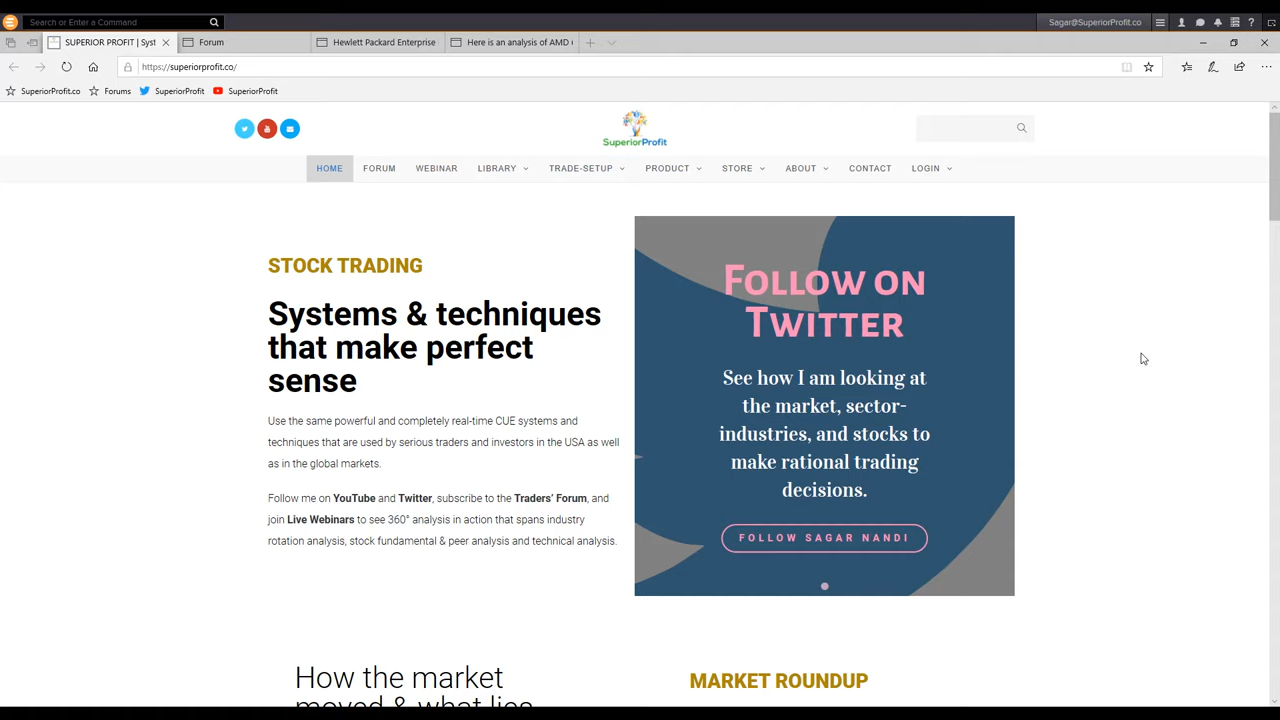 Search or Enter a Command
Sagar@SuperiorProfit.co
SUPERIOR PROFIT | Syst
Forum
Hewlett Packard Enterprise
Here is an analysis of AMD
https://superiorprofit.co/
SuperiorProfit.co
Forums
SuperiorProfit
SuperiorProfit
SuperiorProfit
HOME
FORUM
WEBINAR
LIBRARY
TRADE-SETUP
PRODUCT
STORE
ABOUT
CONTACT
LOGIN
STOCK TRADING
Systems & techniques
that make perfect
sense
Use the same powerful and completely real-time CUE systems and
techniques that are used by serious traders and investors in the USA as well
as in the global markets.
Follow me on YouTube and Twitter, subscribe to the Traders' Forum, and
join Live Webinars to see 360° analysis in action that spans industry
rotation analysis, stock fundamental & peer analysis and technical analysis.
FOLLOW ON
TWITTER
See how I am looking at
the market, sector-
industries, and stocks to
make rational trading
decisions.
FOLLOW SAGAR NANDI
How the market
moved & what lies
MARKET ROUNDUP